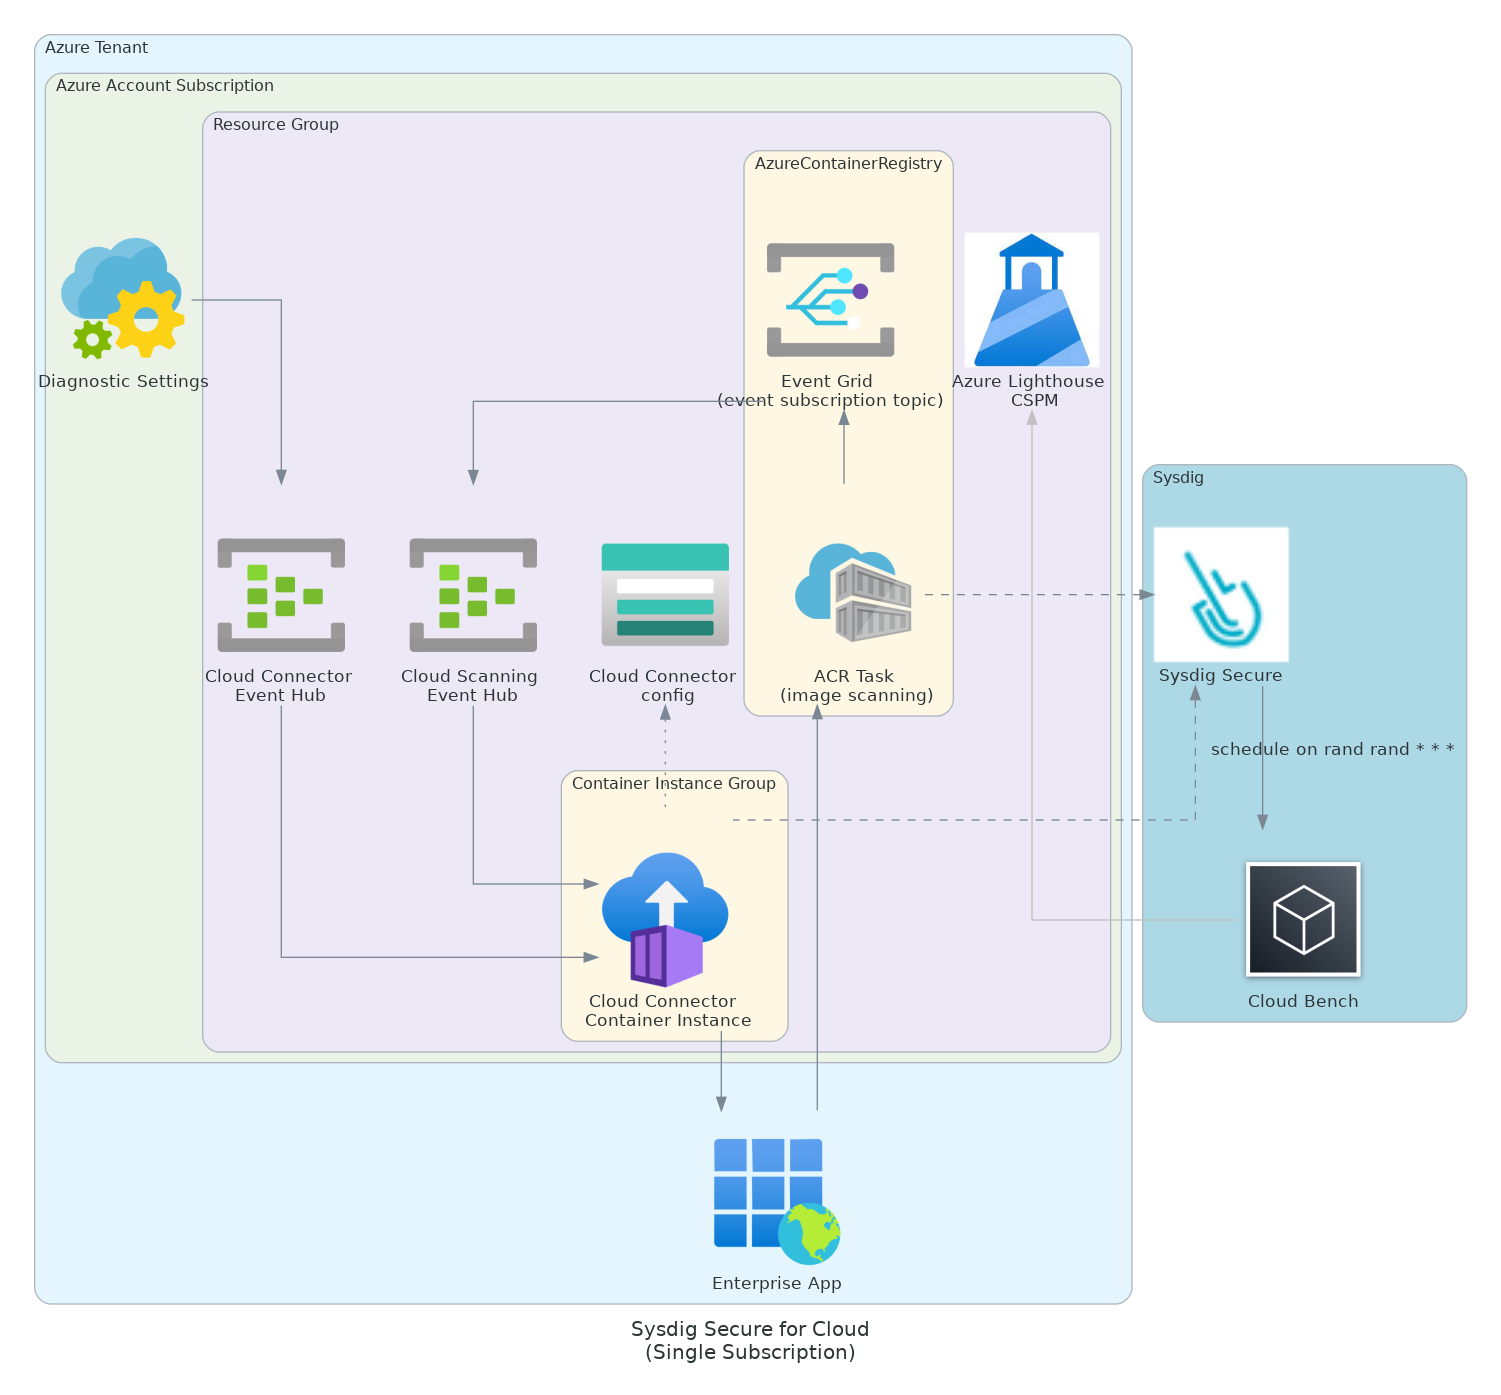 Azure Tenant
Azure Account Subscription
Resource Group
AzureContainerRegistry
Diagnostic Settings
Event Grid
(event subscription topic)
Azure Lighthouse
CSPM
Sysdig
Cloud Connector
Event Hub
Cloud Scanning
Event Hub
Cloud Connector
config
ACR Task
(image scanning)
Sysdig Secure
schedule on rand rand * * *
Container Instance Group
Cloud Connector
Container Instance
Cloud Bench
Enterprise App
Sysdig Secure for Cloud
(Single Subscription)